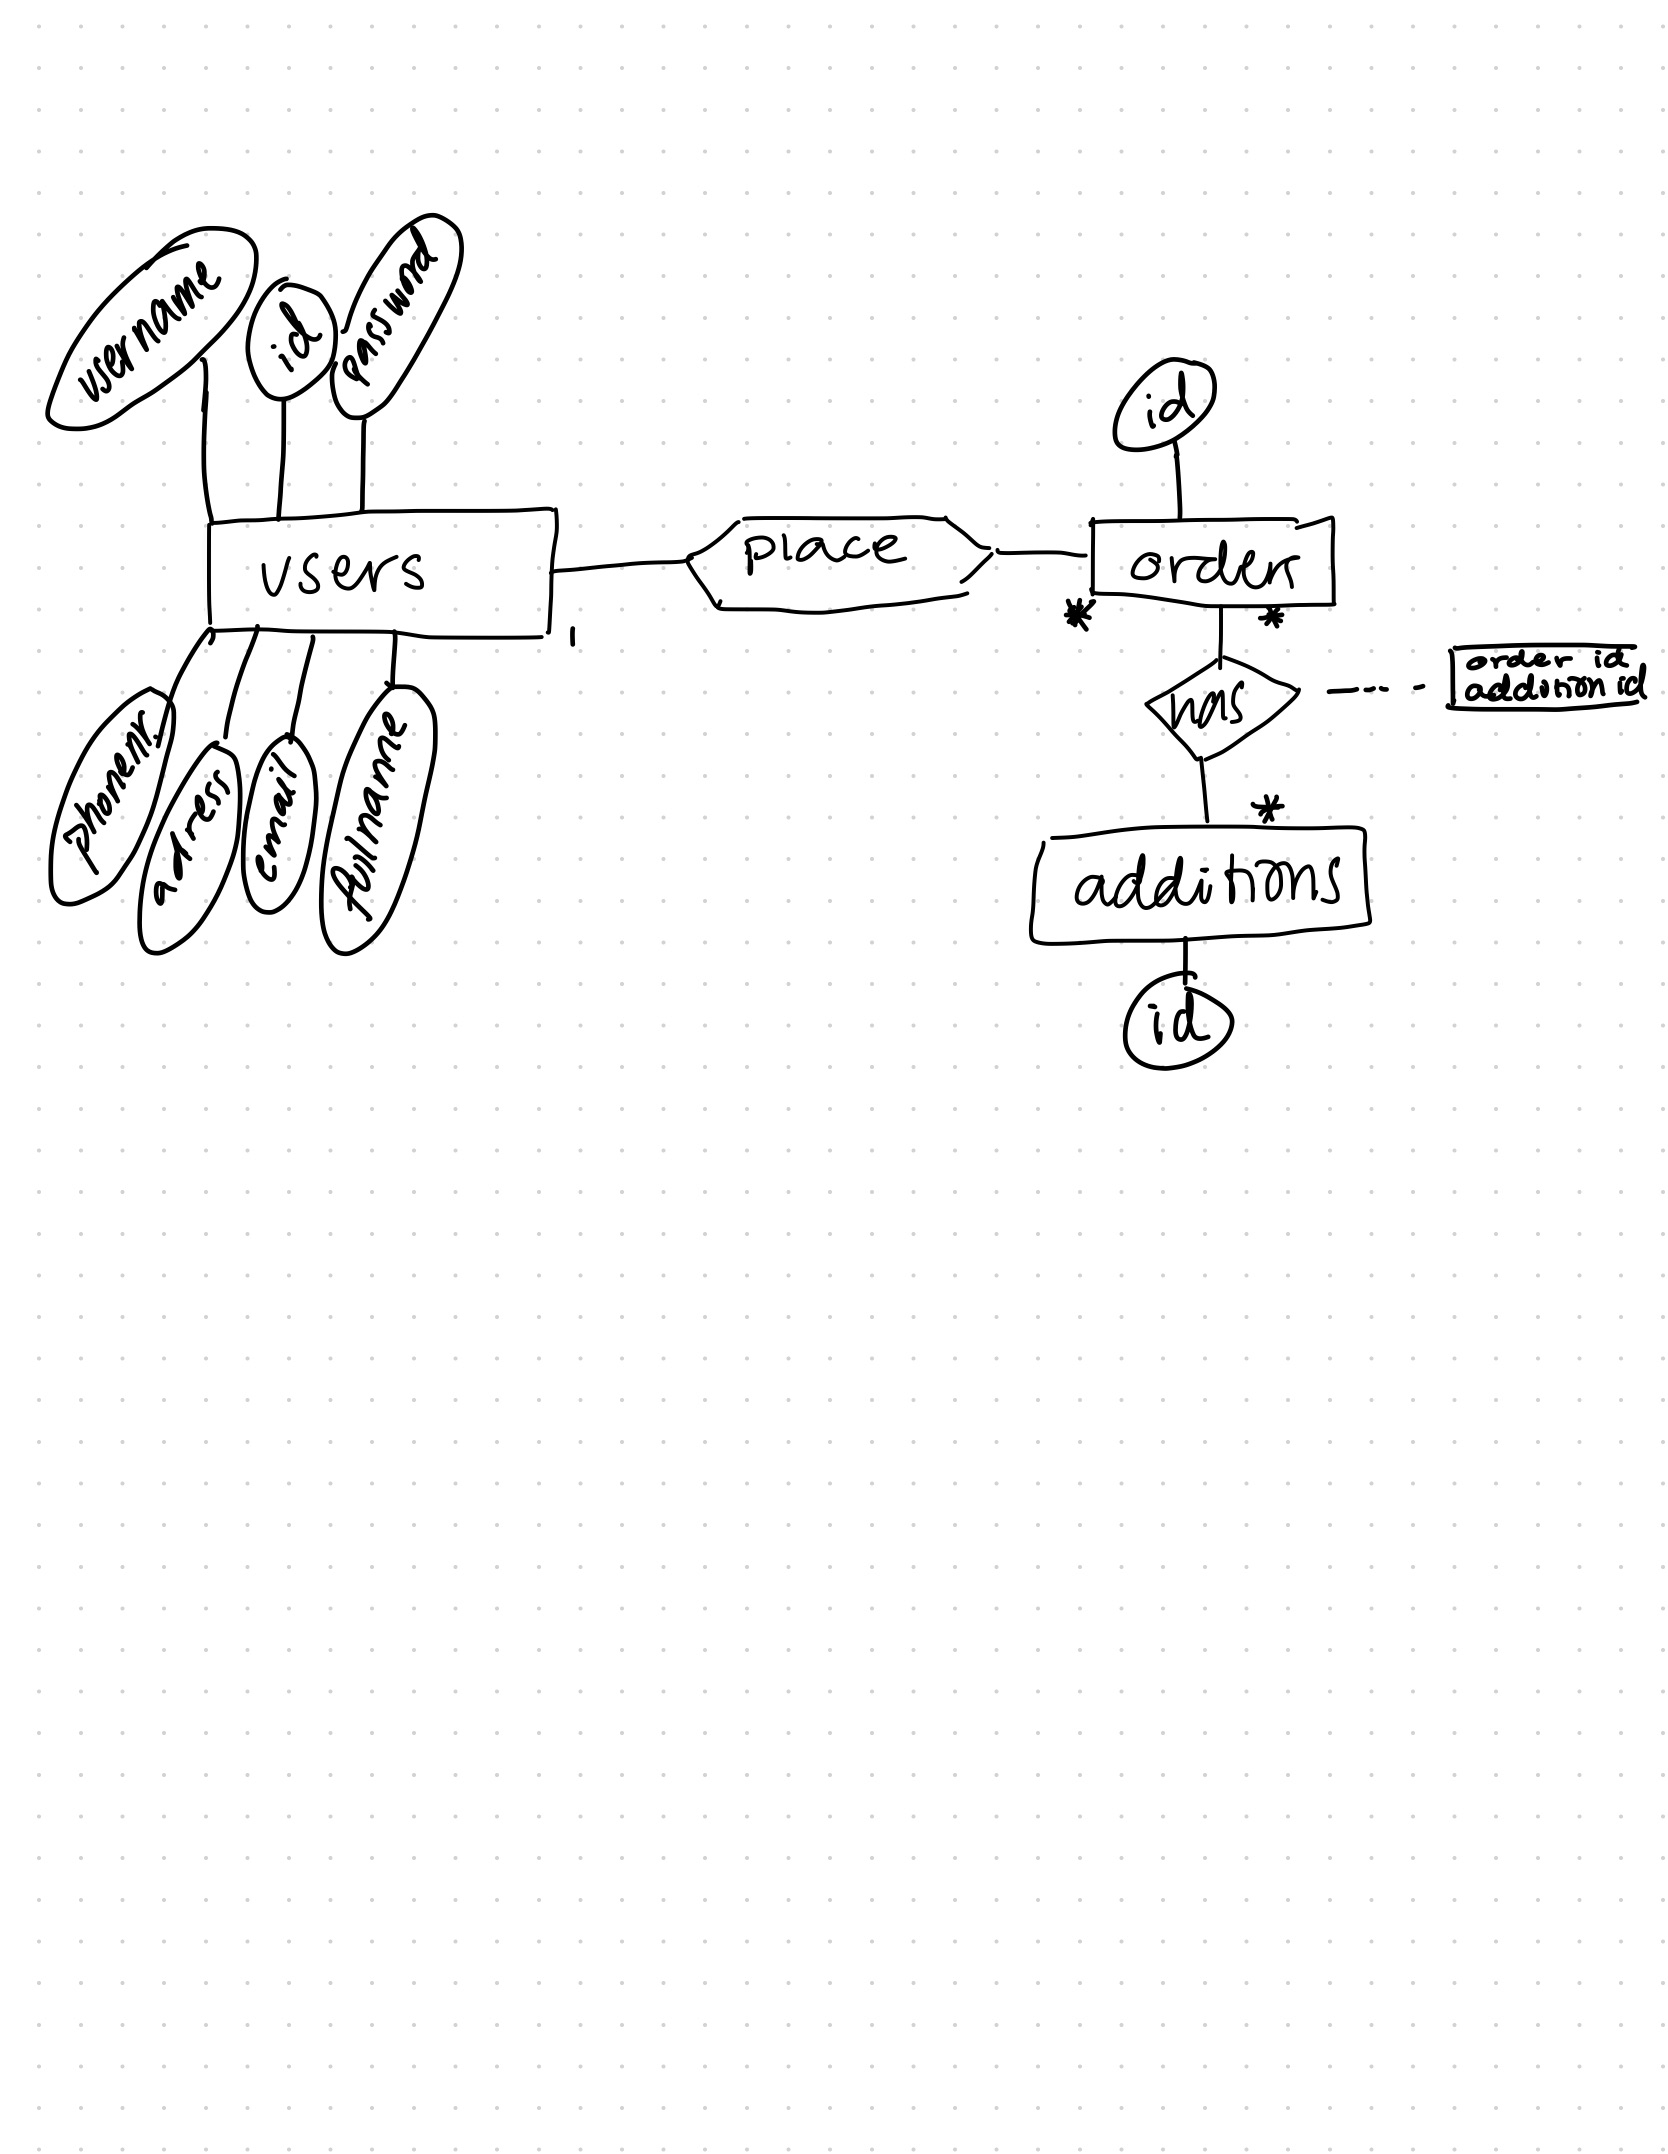 username
id
password
users
phonenr.
adress
email
fullname
1
place
id
order
*
*
has
order id
addition id
*
additions
id